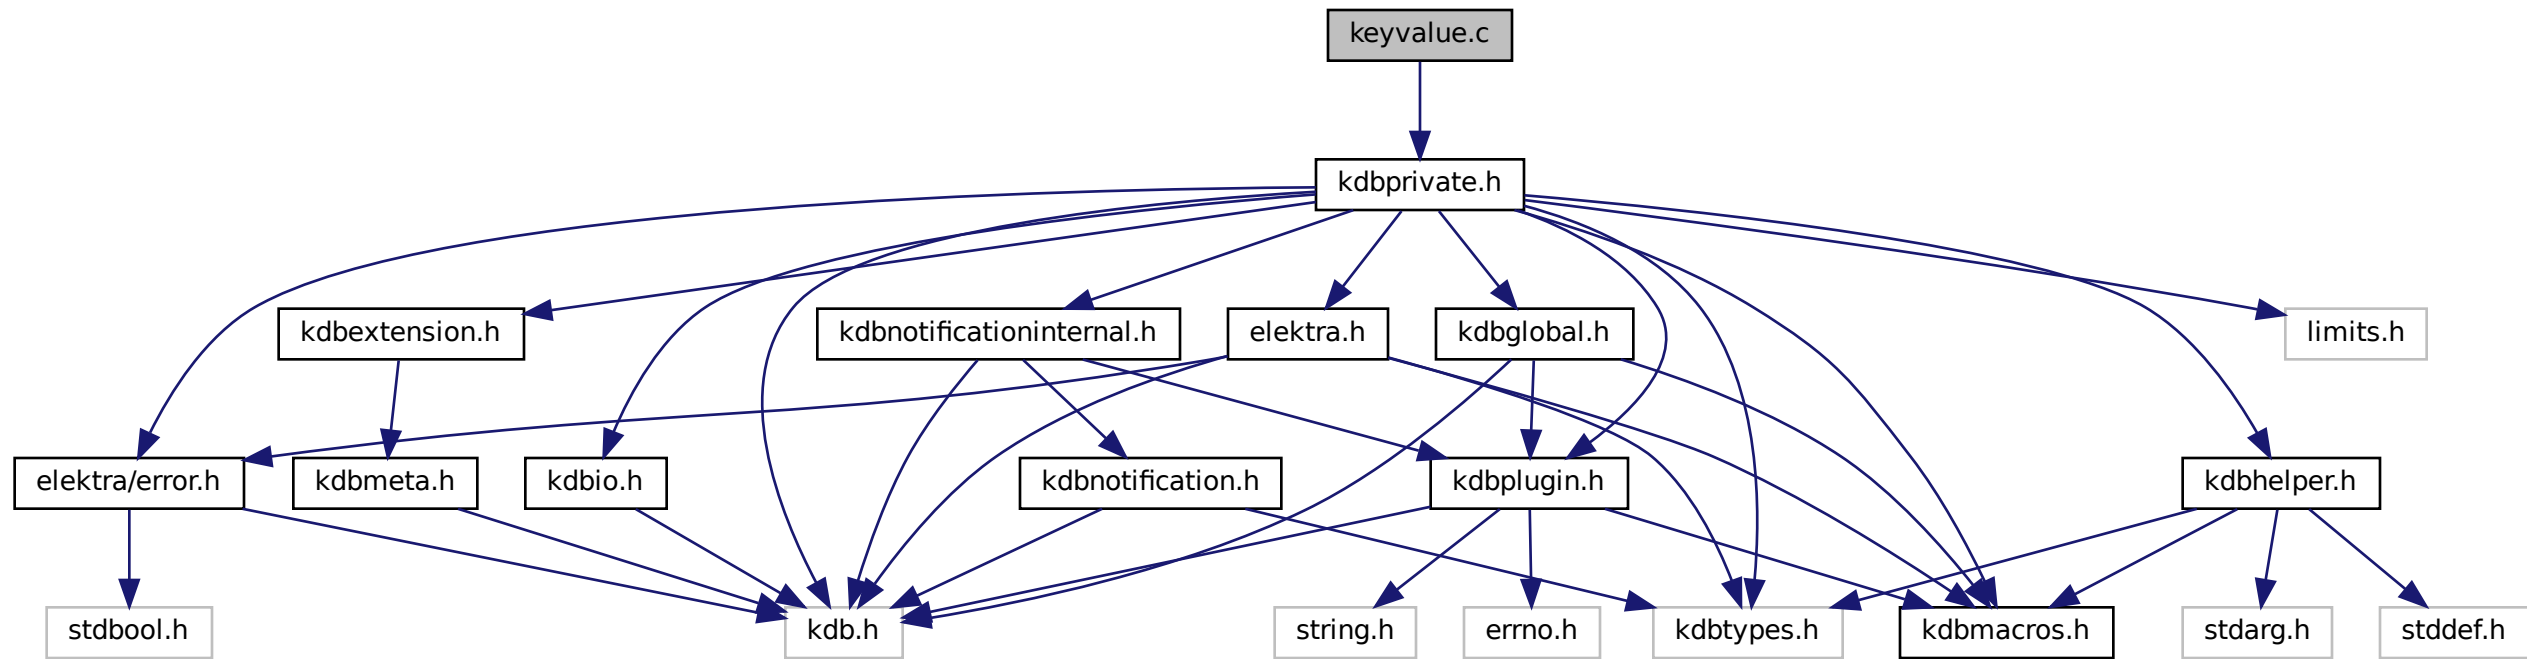 keyvalue.c
kdbprivate.h
kdbextension.h
kdbnotificationinternal.h
elektra.h
kdbglobal.h
limits.h
elektra/error.h
kdbmeta.h
kdbio.h
kdbnotification.h
kdbplugin.h
kdbhelper.h
stdbool.h
kdb.h
string.h
errno.h
kdbtypes.h
kdbmacros.h
stdarg.h
stddef.h